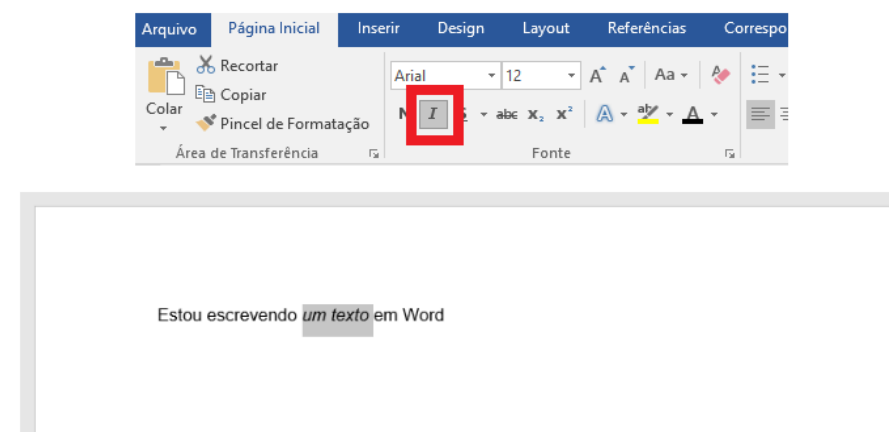 Arquivo Página Inicial Inserir Design Layout Referências Correspo
Recortar
Arial 12 A A Aa
Copiar
Colar
Pincel de Formatação
N I S abc X₂ X² A ab A
Área de Transferência Fonte
Estou escrevendo um texto em Word